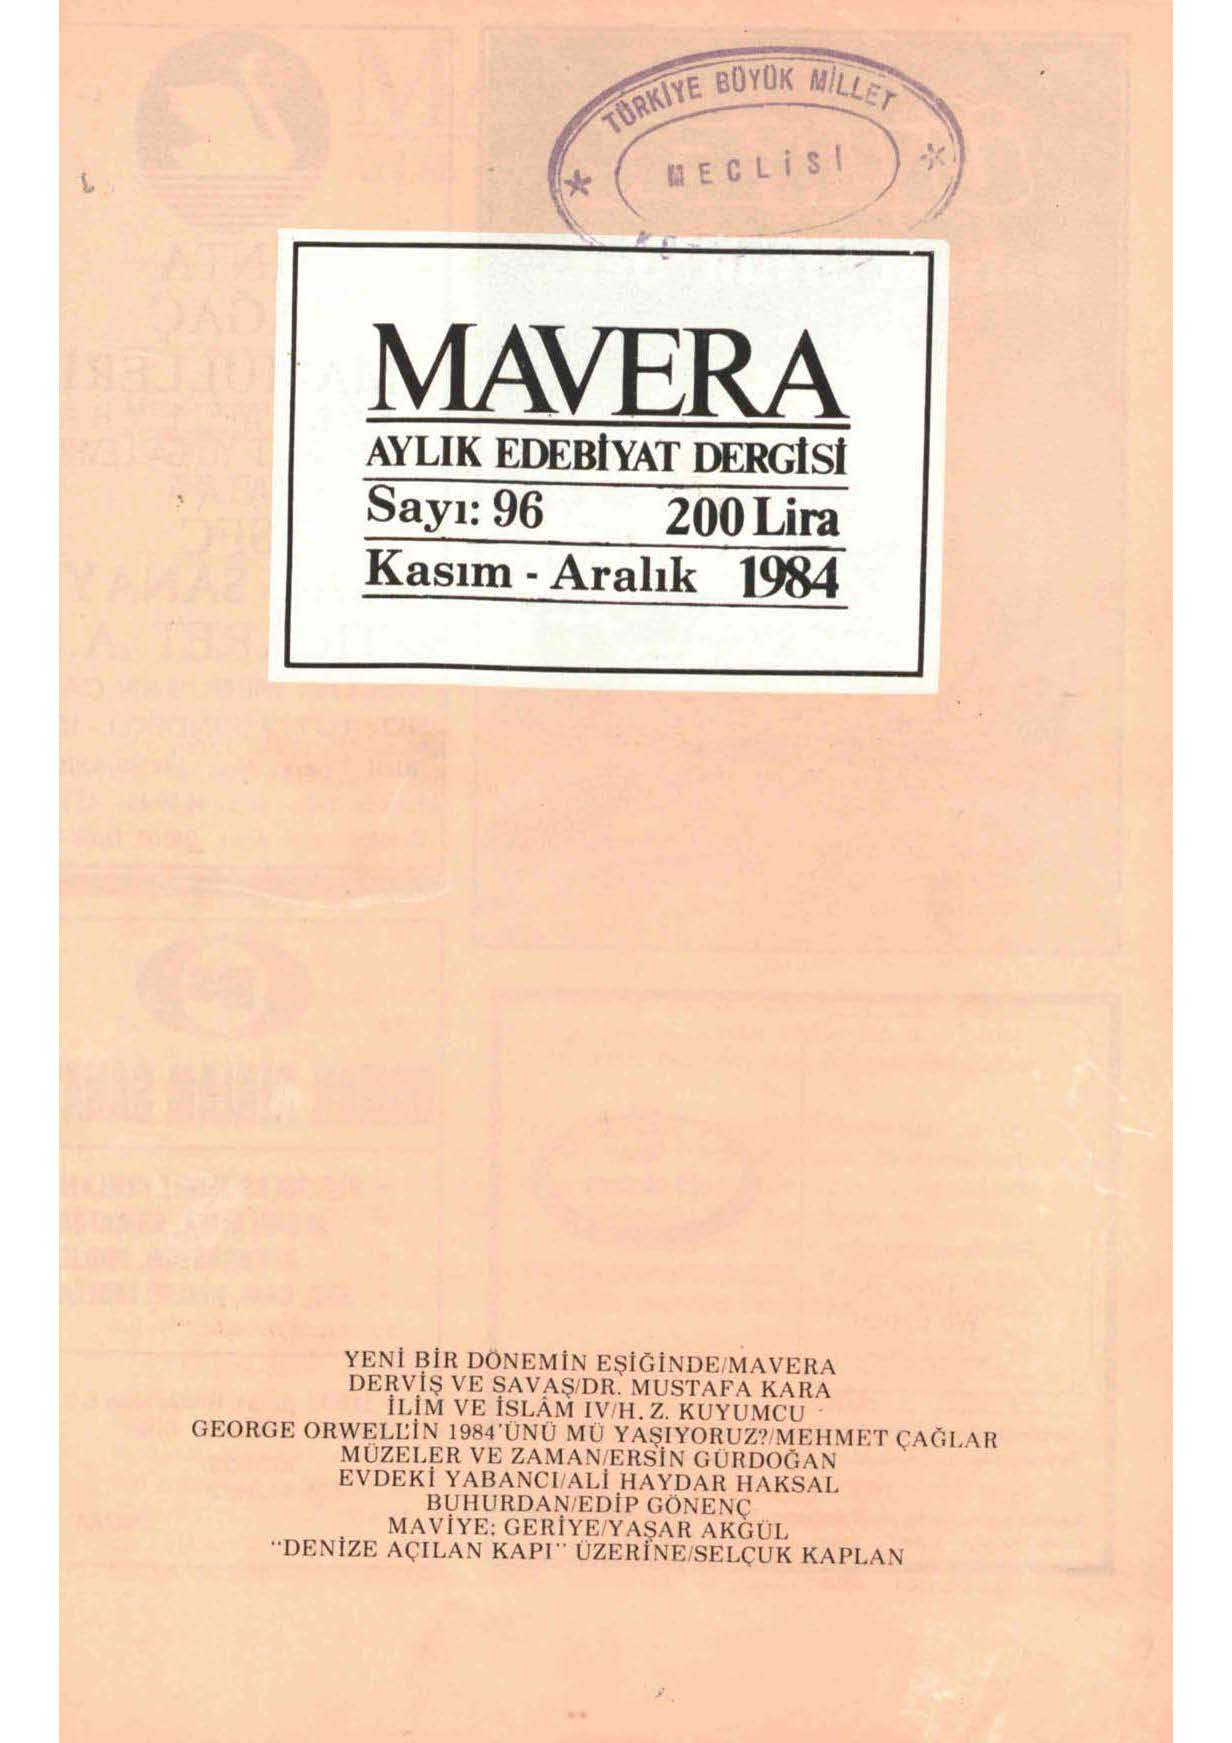 TÜRKİYE BÜYÜK MİLLET
MECLİSİ
MAVERA
AYLIK EDEBİYAT DERGİSİ
Sayı: 96 200 Lira
Kasım - Aralık 1984
YENİ BİR DÖNEMİN EŞİĞİNDE/MAVERA
DERVİŞ VE SAVAŞ/DR. MUSTAFA KARA
İLİM VE İSLÂM IV/H. Z. KUYUMCU
GEORGE ORWELL'İN 1984'ÜNÜ MÜ YAŞIYORUZ?/MEHMET ÇAĞLAR
MÜZELER VE ZAMAN/ERSİN GÜRDOĞAN
EVDEKİ YABANCI/ALİ HAYDAR HAKSAL
BUHURDAN/EDİP GÖNENÇ
MAVİYE: GERİYE/YAŞAR AKGÜL
"DENİZE AÇILAN KAPI" ÜZERİNE/SELÇUK KAPLAN